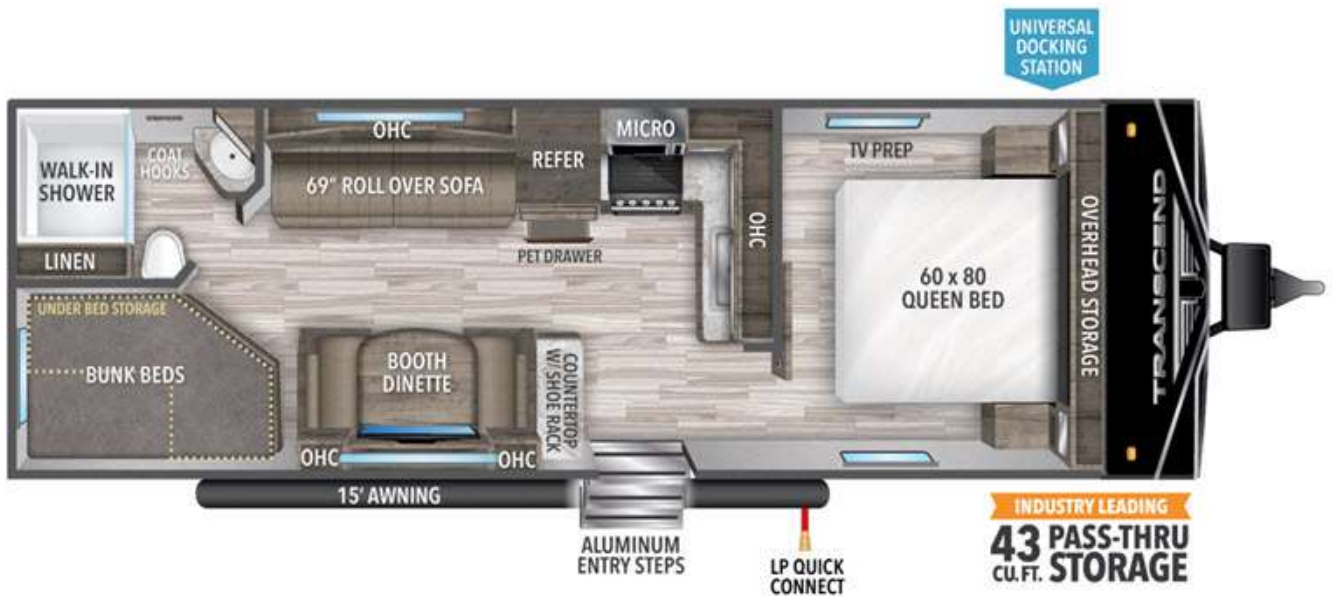 UNIVERSAL
DOCKING
STATION
WALK-IN
SHOWER
COAT
HOOKS
LINEN
OHC
69" ROLL OVER SOFA
REFER
MICRO
PET DRAWER
OHC
TV PREP
60 x 80
QUEEN BED
OVERHEAD STORAGE
TRANSCEND
UNDER BED STORAGE
BUNK BEDS
BOOTH
DINETTE
COUNTERTOP
W/ SHOE RACK
OHC
OHC
15' AWNING
ALUMINUM
ENTRY STEPS
LP QUICK
CONNECT
INDUSTRY LEADING
43 CU. FT.
PASS-THRU
STORAGE